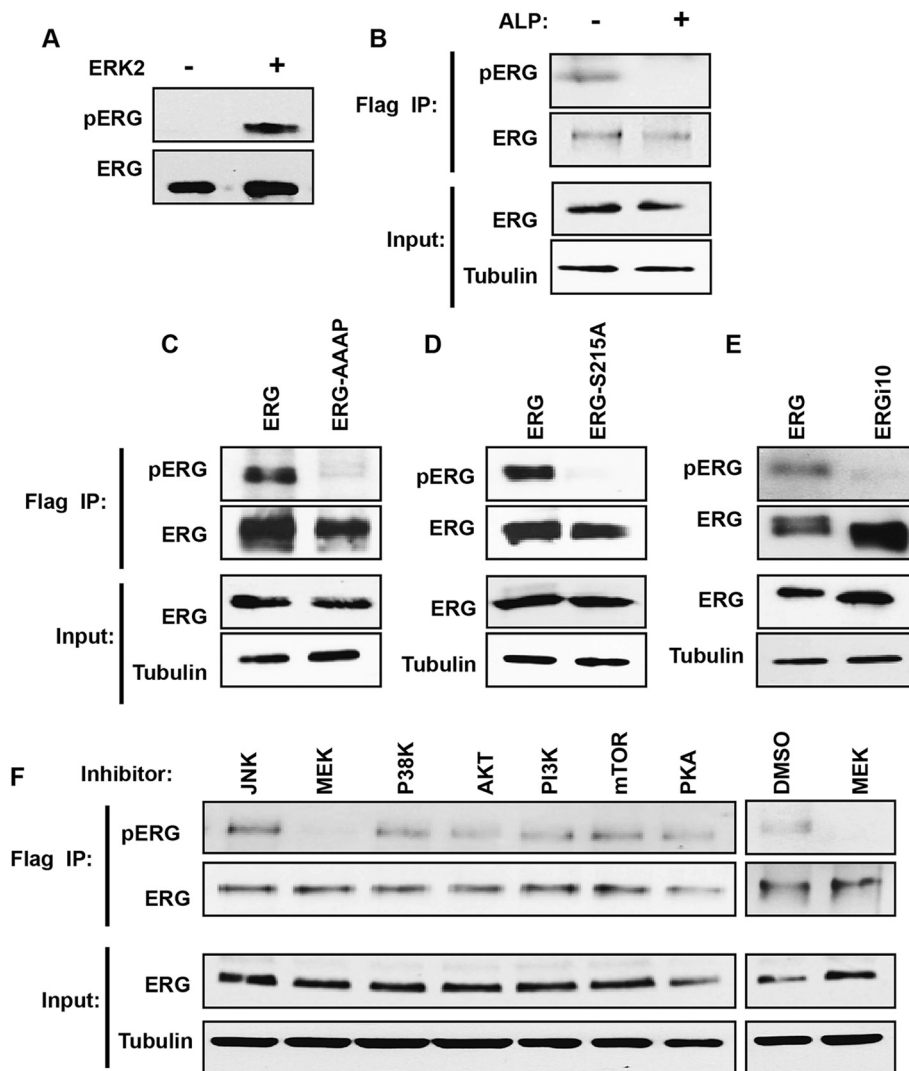 A
ERK2 - +
pERG
ERG
B
ALP: - +
Flag IP:
pERG
ERG
Input:
ERG
Tubulin
C
ERG ERG-AAAP
Flag IP:
pERG
ERG
Input:
ERG
Tubulin
D
ERG ERG-S215A
pERG
ERG
ERG
Tubulin
E
ERG ERGi10
pERG
ERG
ERG
Tubulin
F
Inhibitor: JNK MEK P38K AKT PI3K mTOR PKA DMSO MEK
Flag IP:
pERG
ERG
Input:
ERG
Tubulin